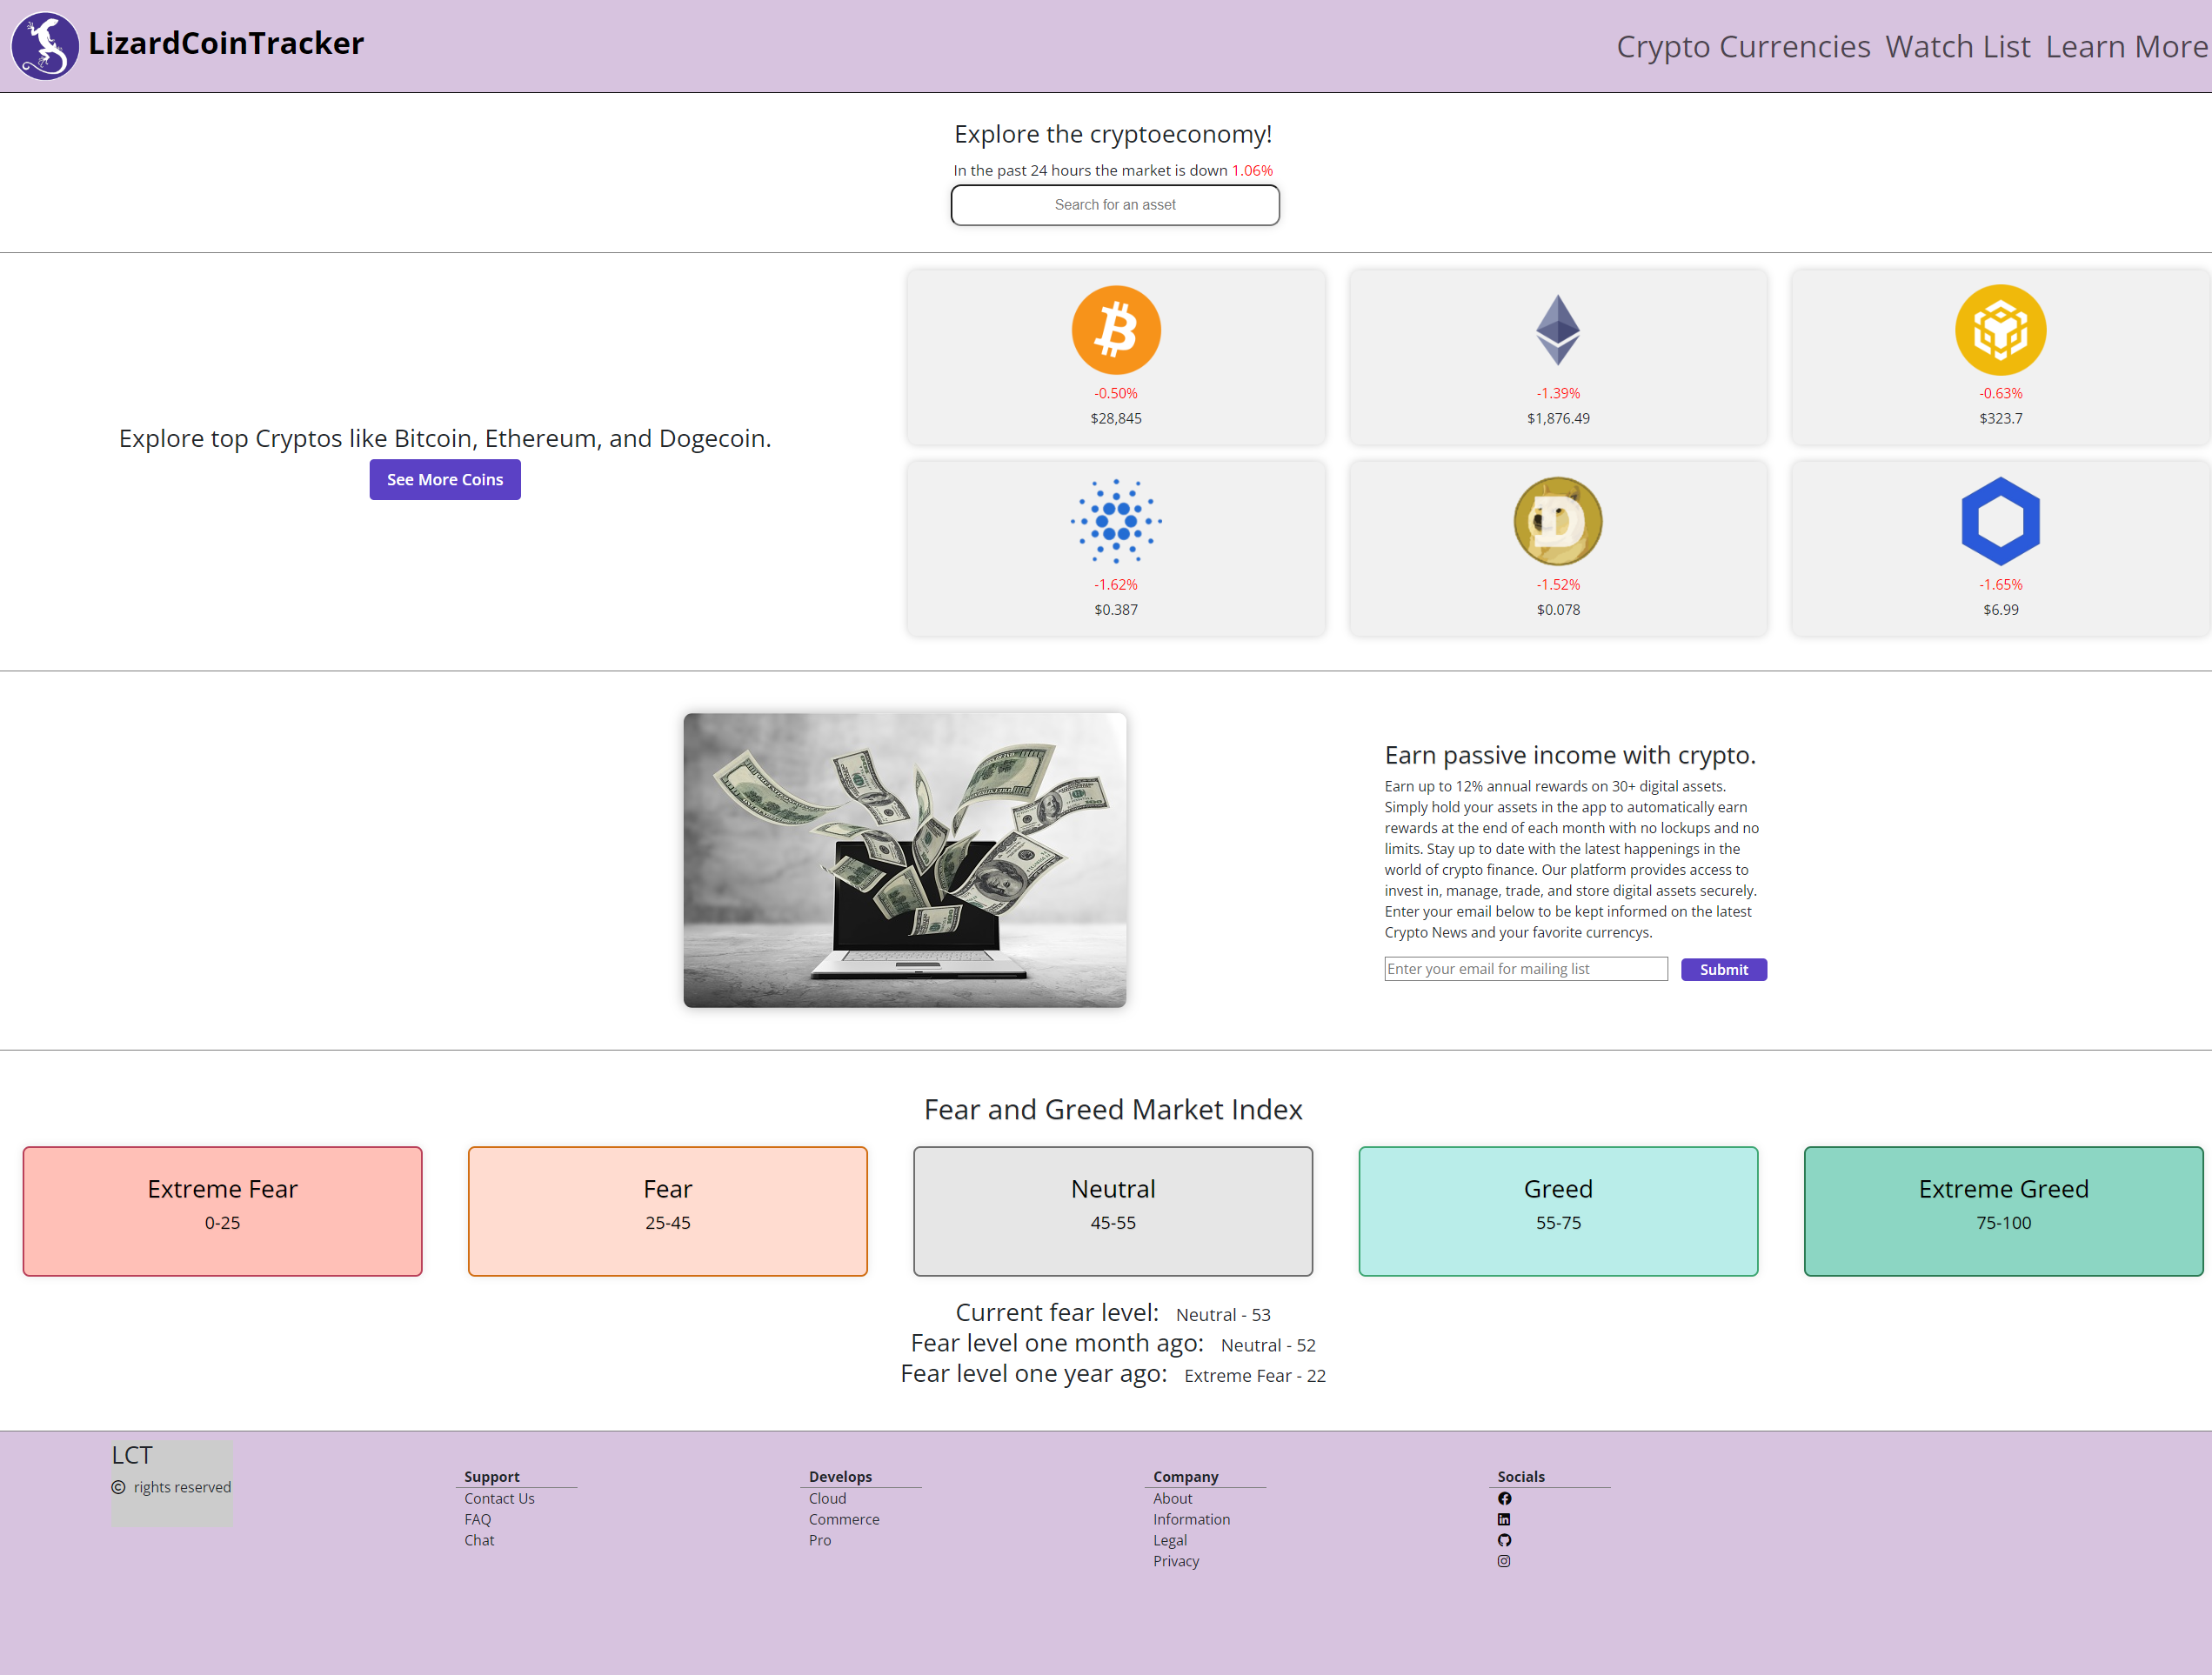 LizardCoinTracker
Crypto Currencies Watch List Learn More
Explore the cryptoeconomy!
In the past 24 hours the market is down 1.06%
Search for an asset
Explore top Cryptos like Bitcoin, Ethereum, and Dogecoin.
See More Coins
-0.50%
$28,845
-1.39%
$1,876.49
-0.63%
$323.7
-1.62%
$0.387
-1.52%
$0.078
-1.65%
$6.99
Earn passive income with crypto.
Earn up to 12% annual rewards on 30+ digital assets.
Simply hold your assets in the app to automatically earn
rewards at the end of each month with no lockups and no
limits. Stay up to date with the latest happenings in the
world of crypto finance. Our platform provides access to
invest in, manage, trade, and store digital assets securely.
Enter your email below to be kept informed on the latest
Crypto News and your favorite currencys.
Enter your email for mailing list
Submit
Fear and Greed Market Index
Extreme Fear
0-25
Fear
25-45
Neutral
45-55
Greed
55-75
Extreme Greed
75-100
Current fear level: Neutral - 53
Fear level one month ago: Neutral - 52
Fear level one year ago: Extreme Fear - 22
LCT
© rights reserved
Support
Contact Us
FAQ
Chat
Develops
Cloud
Commerce
Pro
Company
About
Information
Legal
Privacy
Socials